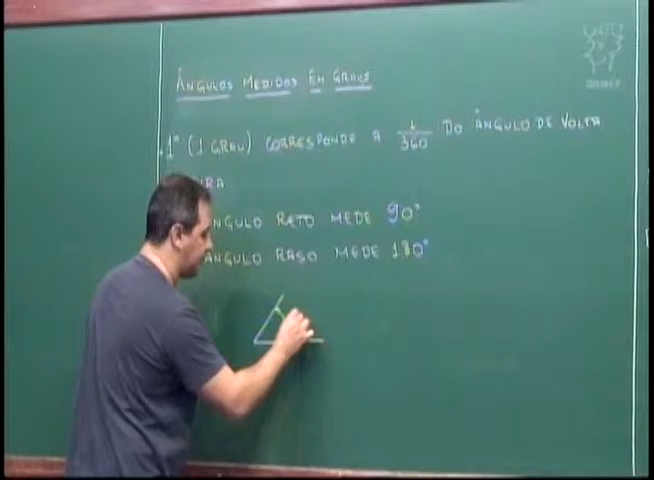 ÂNGULOS MEDIDOS EM GRAUS
1° (1 GRAU) CORRESPONDE A 1/360 DO ÂNGULO DE VOLTA
NGULO RETO MEDE 90°
ANGULO RASO MEDE 180°